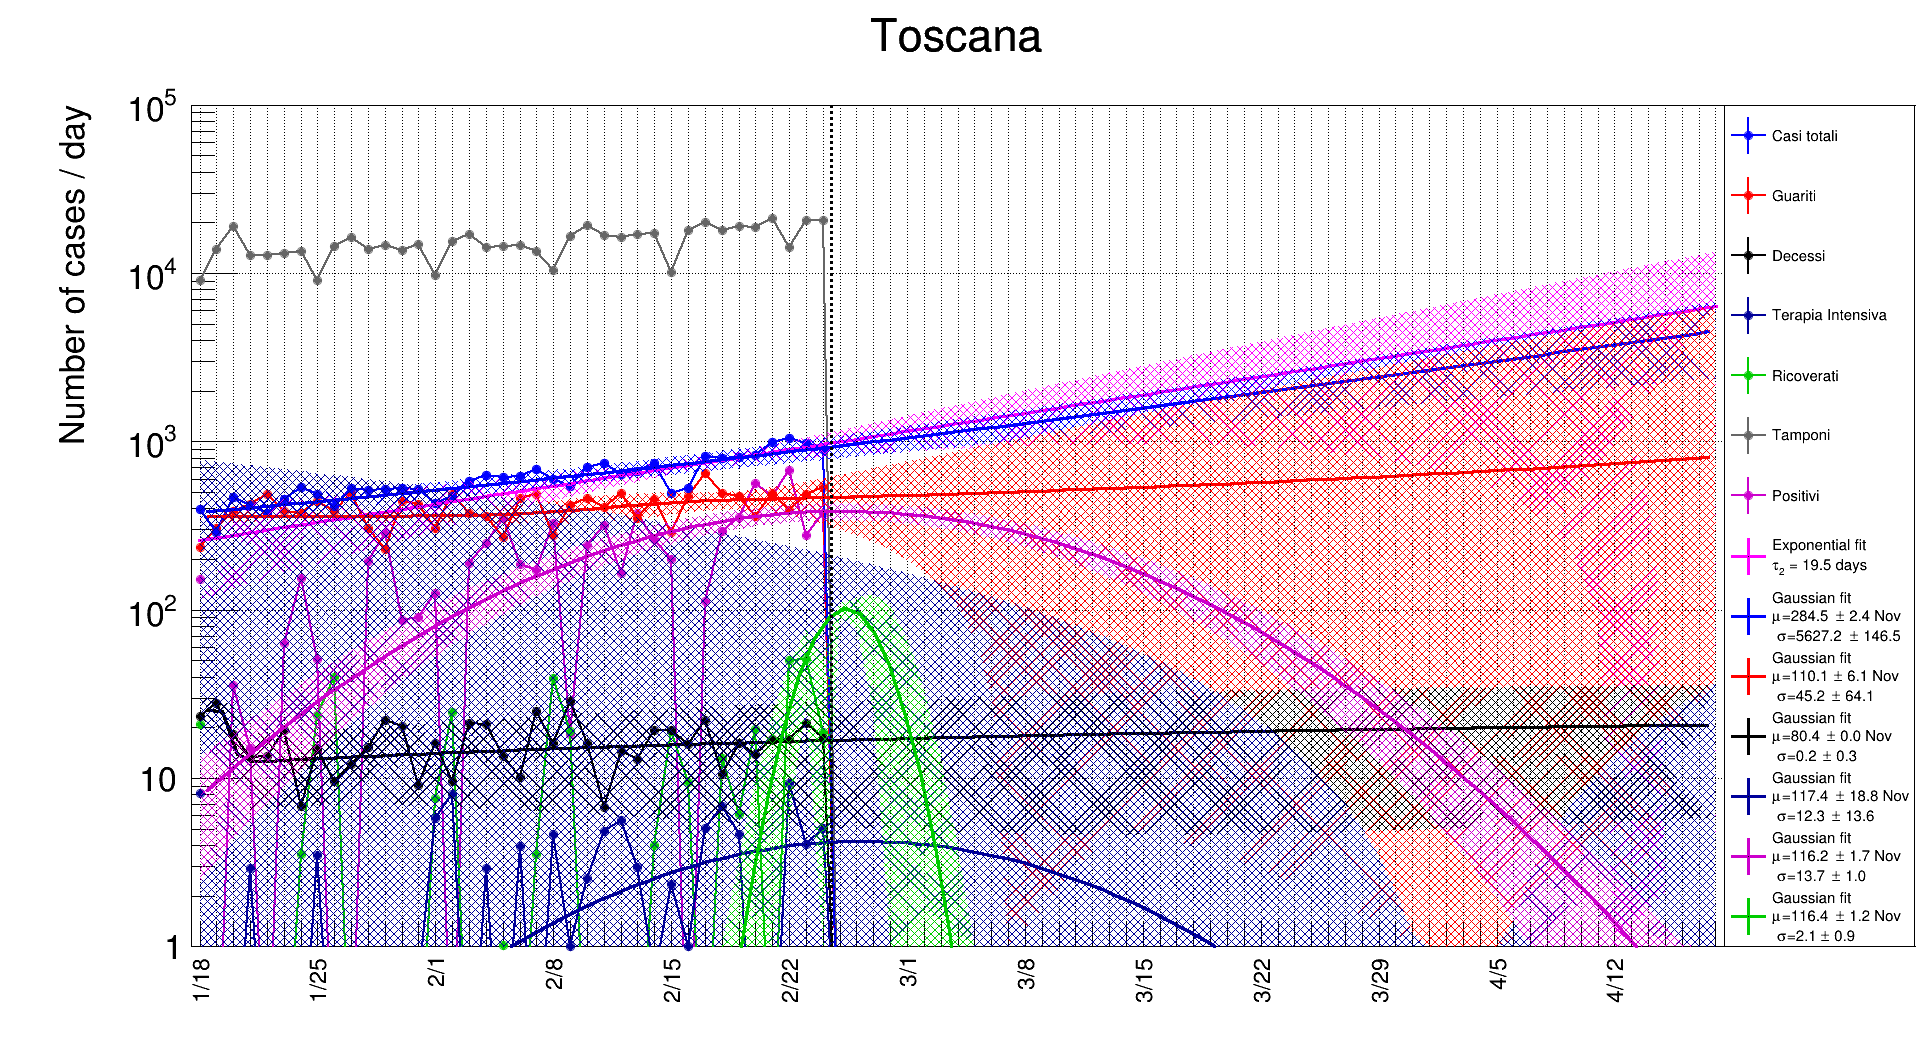 Toscana
Number of cases / day
10^5
10^4
10^3
10^2
10
1
1/18
1/25
2/1
2/8
2/15
2/22
3/1
3/8
3/15
3/22
3/29
4/5
4/12
Casi totali
Guariti
Decessi
Terapia Intensiva
Ricoverati
Tamponi
Positivi
Exponential fit
τ₂ = 19.5 days
Gaussian fit
μ=284.5 ± 2.4 Nov
σ=5627.2 ± 146.5
Gaussian fit
μ=110.1 ± 6.1 Nov
σ=45.2 ± 64.1
Gaussian fit
μ=80.4 ± 0.0 Nov
σ=0.2 ± 0.3
Gaussian fit
μ=117.4 ± 18.8 Nov
σ=12.3 ± 13.6
Gaussian fit
μ=116.2 ± 1.7 Nov
σ=13.7 ± 1.0
Gaussian fit
μ=116.4 ± 1.2 Nov
σ=2.1 ± 0.9